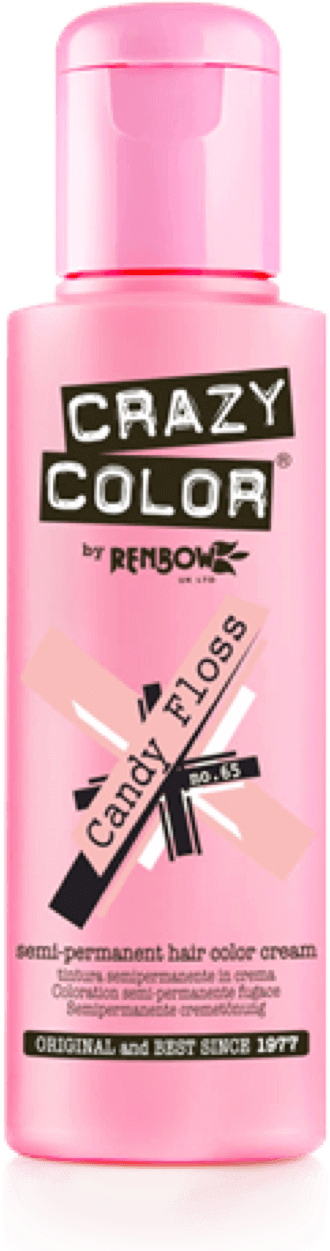 CRAZY
COLOR®
by RENBOW
UK LTD
Candy Floss
no.65
semi-permanent hair color cream
tintura semipermanente in crema
Coloration semi-permanente fugace
Semipermanente cremetönung
ORIGINAL and BEST SINCE 1977